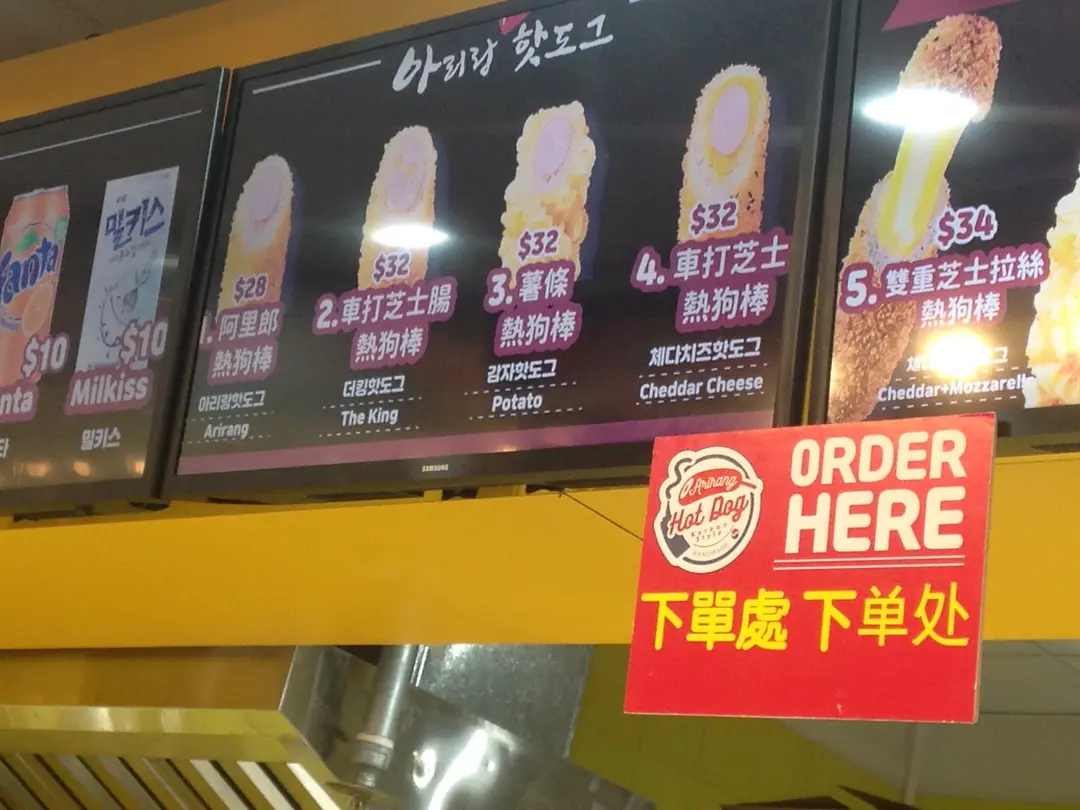 아리랑 핫도그
Fanta
$10
밀키스
$10
Milkiss
밀키스
$28
1. 阿里郎
熱狗棒
아리랑핫도그
Arirang
$32
2. 車打芝士腸
熱狗棒
더킹핫도그
The King
$32
3. 薯條
熱狗棒
감자핫도그
Potato
$32
4. 車打芝士
熱狗棒
체다치즈핫도그
Cheddar Cheese
$34
5. 雙重芝士拉絲
熱狗棒
SAMSUNG
Arirang
Hot Dog
Korean
Style
HANDMADE
ORDER
HERE
下單處 下单处